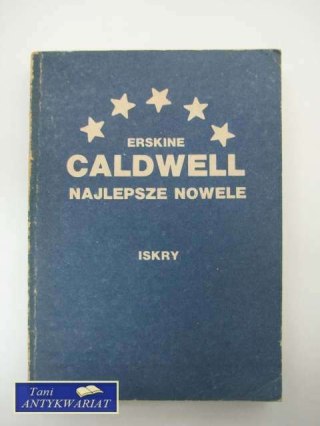 ERSKINE
CALDWELL
NAJLEPSZE NOWELE
ISKRY
Tani
ANTYKWARIAT